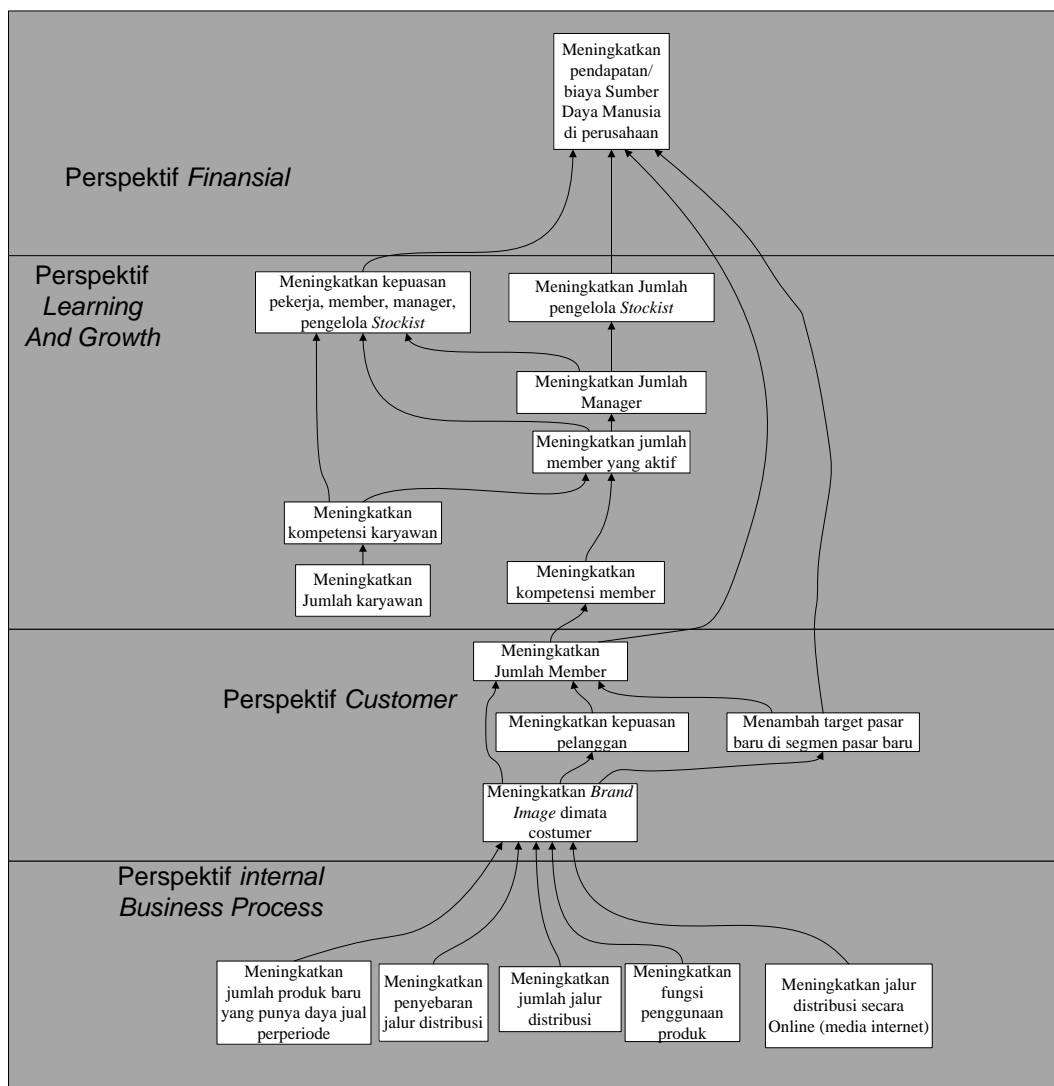 Meningkatkan
pendapatan/
biaya Sumber
Daya Manusia
di perusahaan
Perspektif Finansial
Perspektif
Learning
And Growth
Meningkatkan kepuasan
pekerja, member, manager,
pengelola Stockist
Meningkatkan Jumlah
pengelola Stockist
Meningkatkan Jumlah
Manager
Meningkatkan jumlah
member yang aktif
Meningkatkan
kompetensi karyawan
Meningkatkan
Jumlah karyawan
Meningkatkan
kompetensi member
Meningkatkan
Jumlah Member
Perspektif Customer
Meningkatkan kepuasan
pelanggan
Menambah target pasar
baru di segmen pasar baru
Meningkatkan Brand
Image dimata
costumer
Perspektif internal
Business Process
Meningkatkan
jumlah produk baru
yang punya daya jual
perperiode
Meningkatkan
penyebaran
jalur distribusi
Meningkatkan
jumlah jalur
distribusi
Meningkatkan
fungsi
penggunaan
produk
Meningkatkan jalur
distribusi secara
Online (media internet)